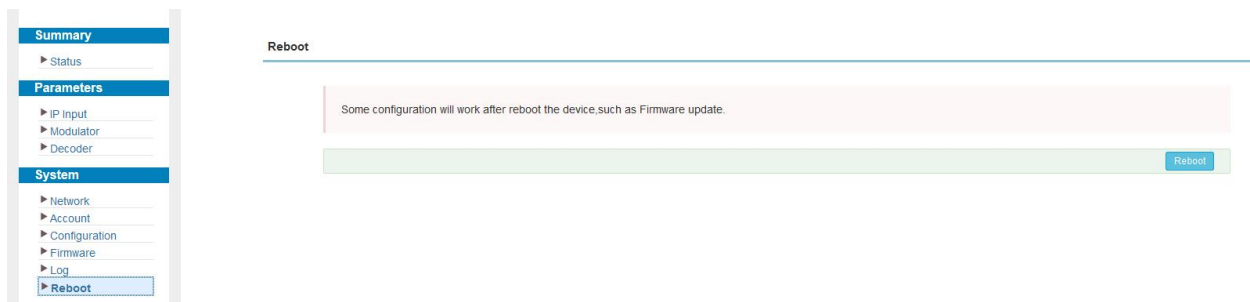 Summary
Status
Parameters
IP Input
Modulator
Decoder
System
Network
Account
Configuration
Firmware
Log
Reboot
Reboot
Some configuration will work after reboot the device,such as Firmware update.
Reboot